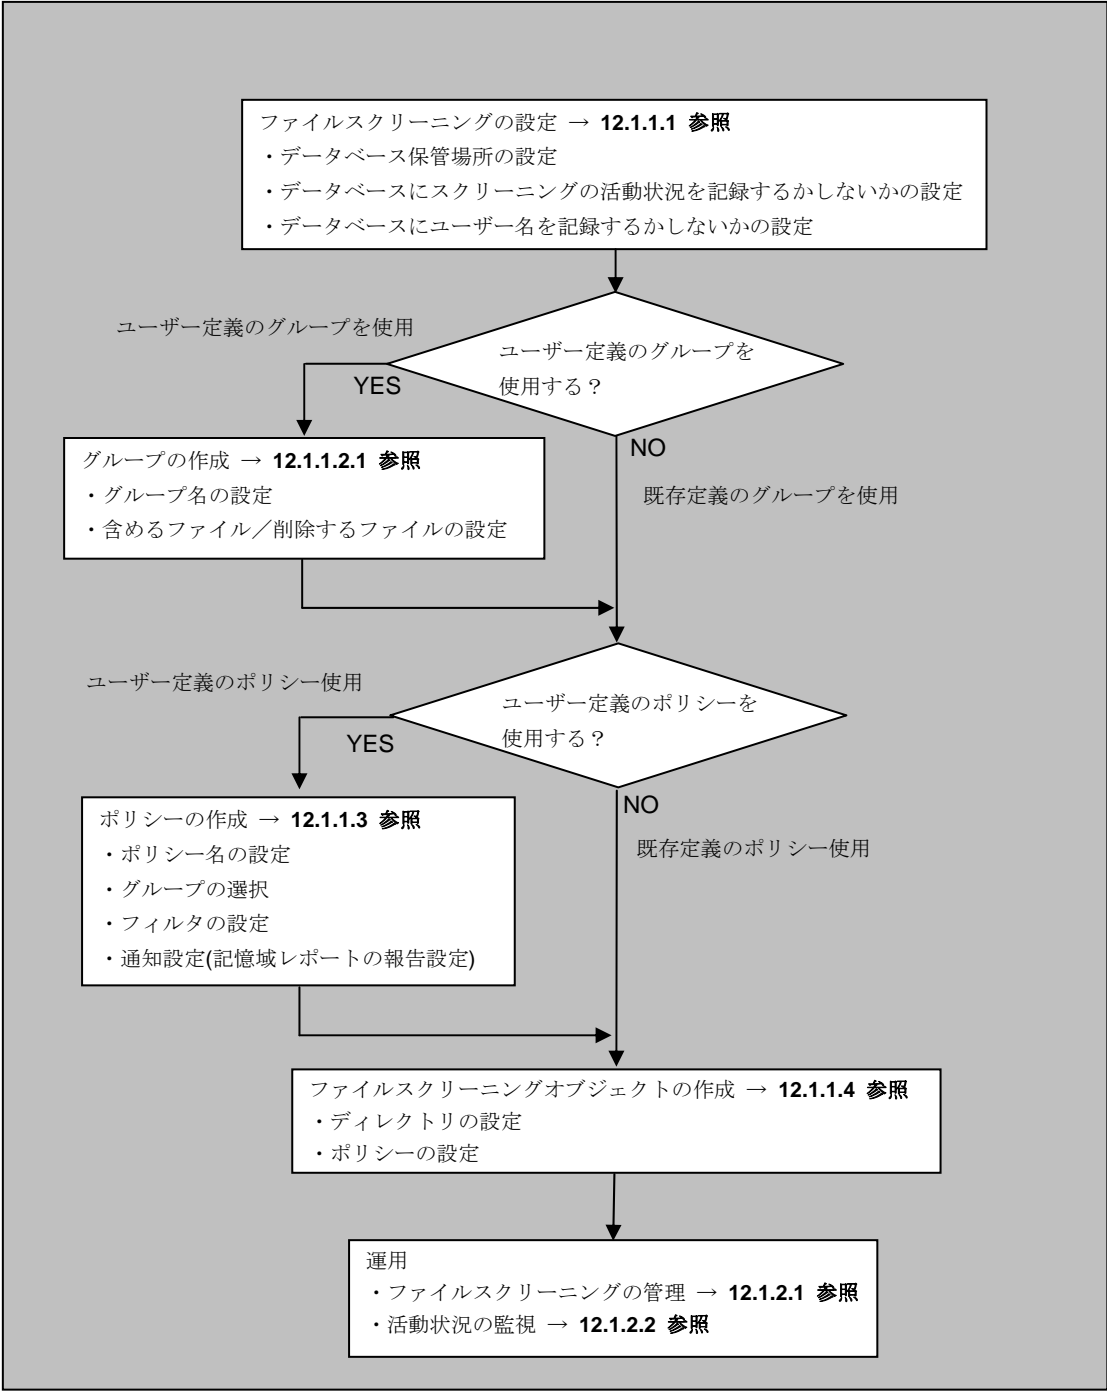 ファイルスクリーニングの設定 → 12.1.1.1 参照
・データベース保管場所の設定
・データベースにスクリーニングの活動状況を記録するかしないかの設定
・データベースにユーザー名を記録するかしないかの設定
ユーザー定義のグループを使用
ユーザー定義のグループを
使用する？
YES
NO
グループの作成 → 12.1.1.2.1 参照
・グループ名の設定
・含めるファイル／削除するファイルの設定
既存定義のグループを使用
ユーザー定義のポリシー使用
ユーザー定義のポリシーを
使用する？
YES
NO
ポリシーの作成 → 12.1.1.3 参照
・ポリシー名の設定
・グループの選択
・フィルタの設定
・通知設定(記憶域レポートの報告設定)
既存定義のポリシー使用
ファイルスクリーニングオブジェクトの作成 → 12.1.1.4 参照
・ディレクトリの設定
・ポリシーの設定
運用
・ファイルスクリーニングの管理 → 12.1.2.1 参照
・活動状況の監視 → 12.1.2.2 参照